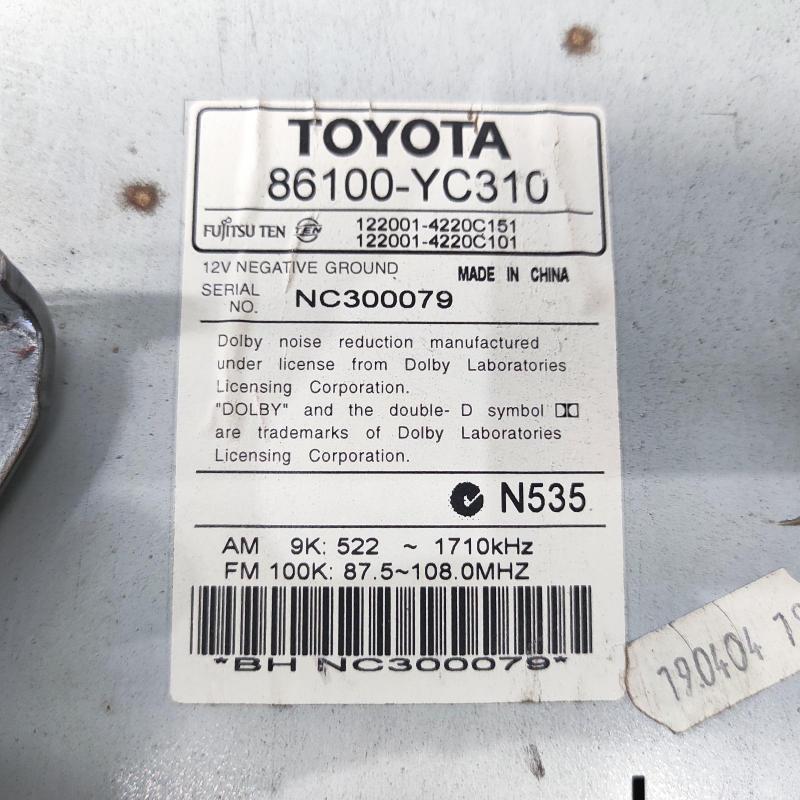 TOYOTA
86100-YC310
FUJITSU TEN TEN 122001-4220C151
122001-4220C101
12V NEGATIVE GROUND MADE IN CHINA
SERIAL NO. NC300079
Dolby noise reduction manufactured
under license from Dolby Laboratories
Licensing Corporation.
"DOLBY" and the double- D symbol
are trademarks of Dolby Laboratories
Licensing Corporation.
N535
AM 9K: 522 ~ 1710kHz
FM 100K: 87.5~108.0MHZ
*BH NC300079*
190404